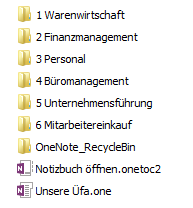 1 Warenwirtschaft
2 Finanzmanagement
3 Personal
4 Büromanagement
5 Unternehmensführung
6 Mitarbeitereinkauf
OneNote_RecycleBin
Notizbuch öffnen.onetoc2
Unsere Üfa.one